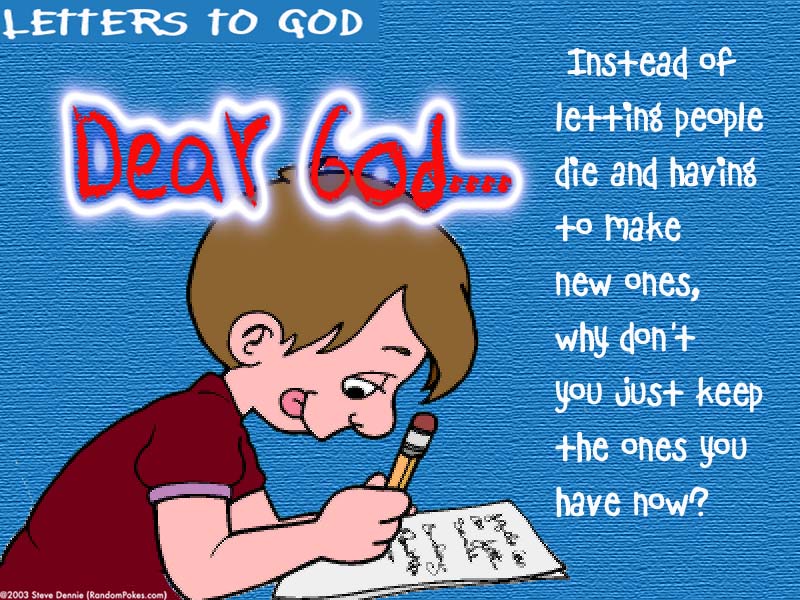 LETTERS TO GOD
Dear God....
Instead of
letting people
die and having
to make
new ones,
why don't
you just keep
the ones you
have now?
©2003 Steve Dennie (RandomPokes.com)